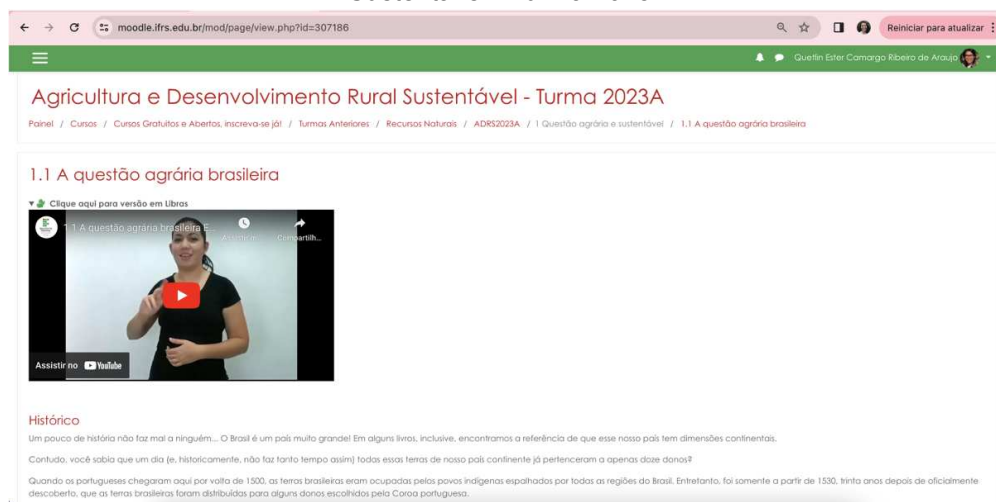 moodle.ifrs.edu.br/mod/page/view.php?id=307186
Reiniciar para atualizar
Quetlin Ester Camargo Ribeiro de Araujo
Agricultura e Desenvolvimento Rural Sustentável - Turma 2023A
Painel / Cursos / Cursos Gratuitos e Abertos, inscreva-se já! / Turmas Anteriores / Recursos Naturais / ADRS2023A / 1 Questão agrária e sustentável / 1.1 A questão agrária brasileira
1.1 A questão agrária brasileira
Clique aqui para versão em Libras
1.1 A questão agrária brasileira E...
Assistir m...
Compartilh...
Assistir no YouTube
Histórico
Um pouco de história não faz mal a ninguém... O Brasil é um país muito grande! Em alguns livros, inclusive, encontramos a referência de que esse nosso país tem dimensões continentais.
Contudo, você sabia que um dia (e, historicamente, não faz tanto tempo assim) todas essas terras de nosso país continente já pertenceram a apenas doze donos?
Quando os portugueses chegaram aqui por volta de 1500, as terras brasileiras eram ocupadas pelos povos indígenas espalhados por todas as regiões do Brasil. Entretanto, foi somente a partir de 1530, trinta anos depois de oficialmente
descoberto, que as terras brasileiras foram distribuídas para alguns donos escolhidos pela Coroa portuguesa.